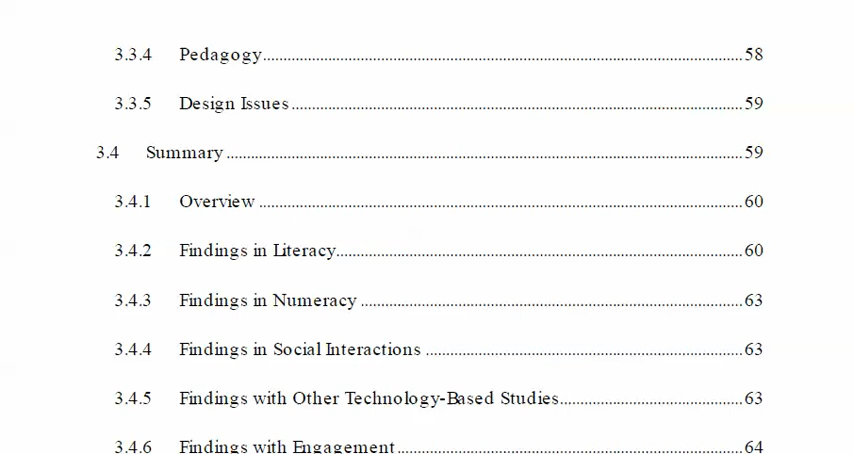 3.3.4 Pedagogy 58
3.3.5 Design Issues 59
3.4 Summary 59
3.4.1 Overview 60
3.4.2 Findings in Literacy 60
3.4.3 Findings in Numeracy 63
3.4.4 Findings in Social Interactions 63
3.4.5 Findings with Other Technology-Based Studies 63
3.4.6 Findings with Engagement 64